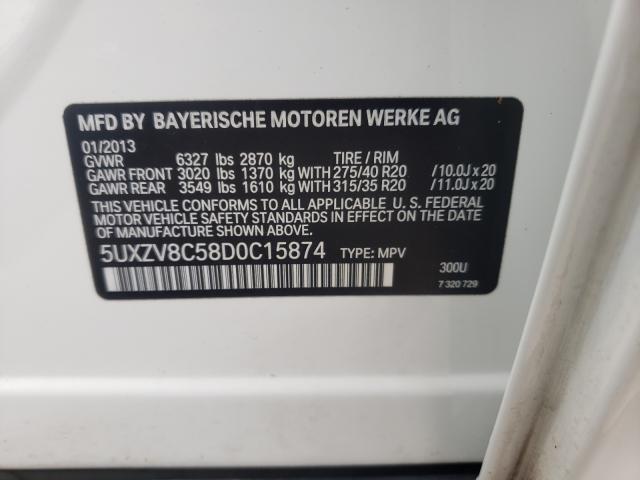 MFD BY BAYERISCHE MOTOREN WERKE AG
01/2013
GVWR 6327 lbs 2870 kg TIRE / RIM
GAWR FRONT 3020 lbs 1370 kg WITH 275/40 R20 /10.0J x 20
GAWR REAR 3549 lbs 1610 kg WITH 315/35 R20 /11.0J x 20
THIS VEHICLE CONFORMS TO ALL APPLICABLE U. S. FEDERAL
MOTOR VEHICLE SAFETY STANDARDS IN EFFECT ON THE DATE
OF MANUFACTURE SHOWN ABOVE.
5UXZV8C58D0C15874 TYPE: MPV
300U
7 320 729